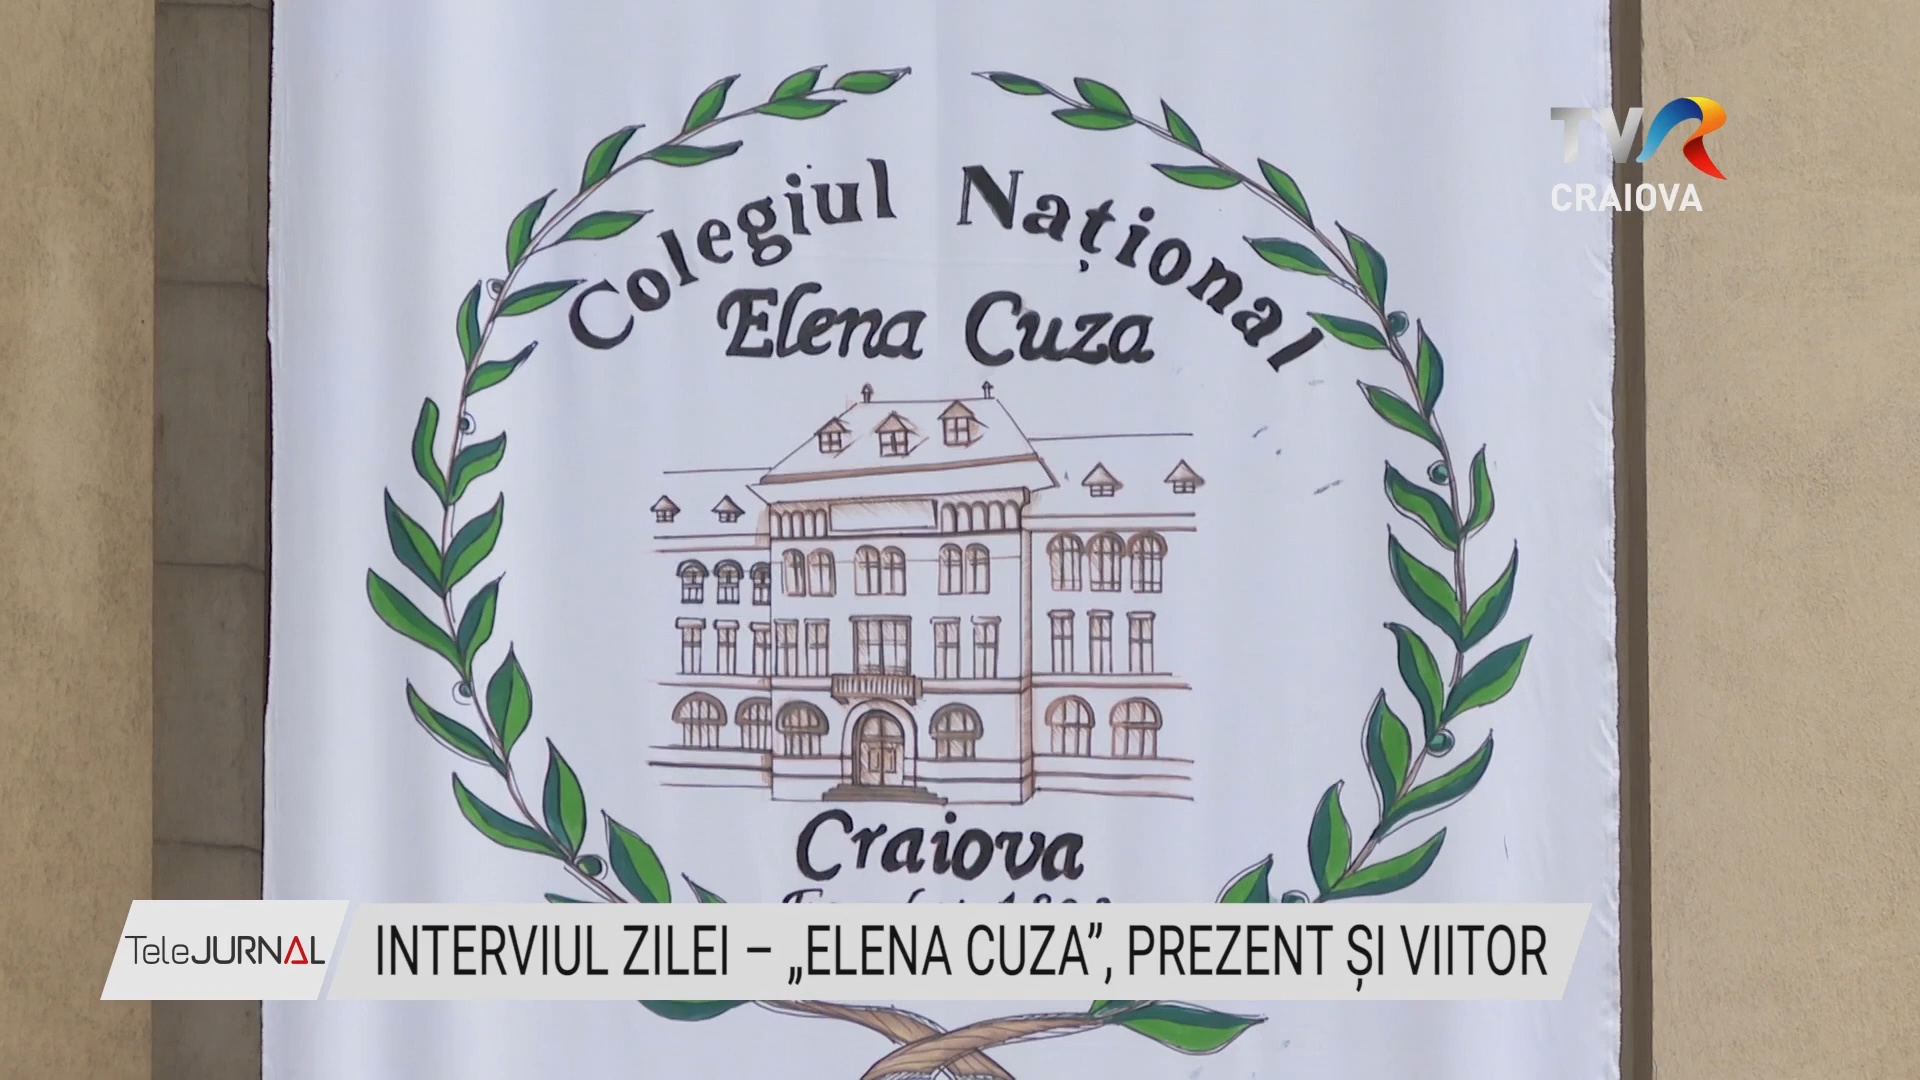 TVR
CRAIOVA
Colegiul Național
Elena Cuza
Craiova
TeleJURNAL
INTERVIUL ZILEI – „ELENA CUZA”, PREZENT ȘI VIITOR